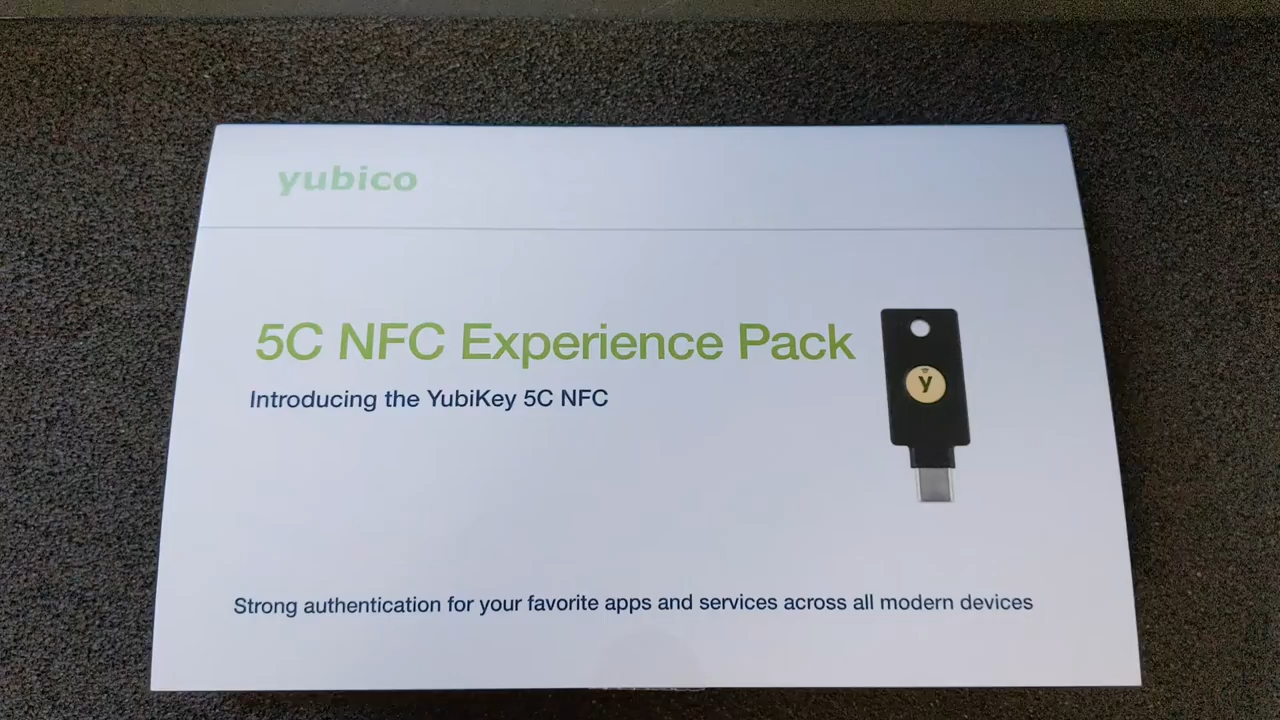 yubico
5C NFC Experience Pack
Introducing the YubiKey 5C NFC
y
Strong authentication for your favorite apps and services across all modern devices